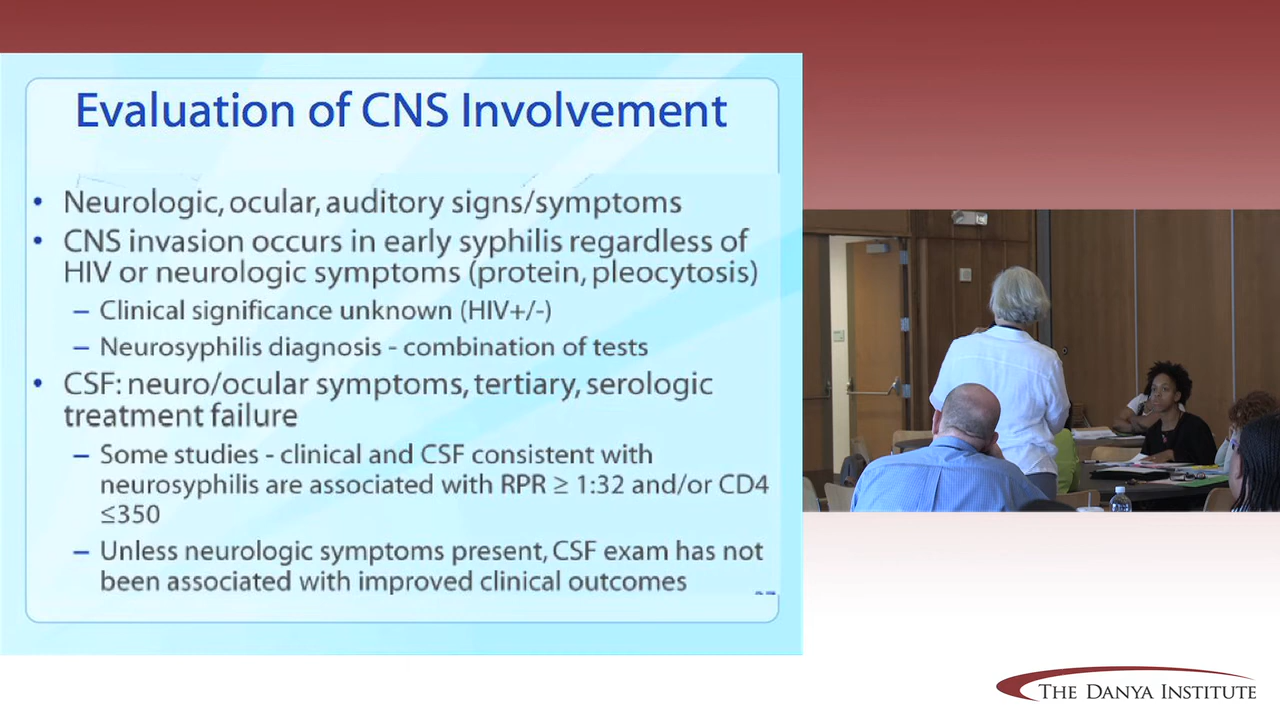 Evaluation of CNS Involvement
• Neurologic, ocular, auditory signs/symptoms
• CNS invasion occurs in early syphilis regardless of
HIV or neurologic symptoms (protein, pleocytosis)
– Clinical significance unknown (HIV+/-)
– Neurosyphilis diagnosis - combination of tests
• CSF: neuro/ocular symptoms, tertiary, serologic
treatment failure
– Some studies - clinical and CSF consistent with
neurosyphilis are associated with RPR ≥ 1:32 and/or CD4
≤350
– Unless neurologic symptoms present, CSF exam has not
been associated with improved clinical outcomes
THE DANYA INSTITUTE